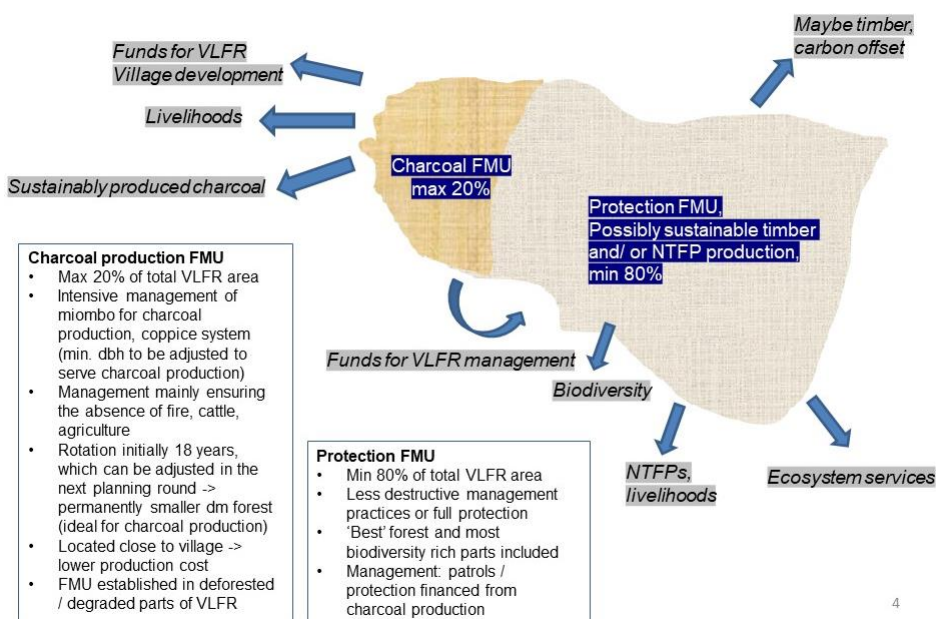 Funds for VLFR
Village development
Livelihoods
Sustainably produced charcoal
Maybe timber,
carbon offset
Charcoal FMU
max 20%
Protection FMU,
Possibly sustainable timber
and/ or NTFP production,
min 80%
Funds for VLFR management
Biodiversity
NTFPs,
livelihoods
Ecosystem services
Charcoal production FMU
• Max 20% of total VLFR area
• Intensive management of
miombo for charcoal
production, coppice system
(min. dbh to be adjusted to
serve charcoal production)
• Management mainly ensuring
the absence of fire, cattle,
agriculture
• Rotation initially 18 years,
which can be adjusted in the
next planning round ->
permanently smaller dm forest
(ideal for charcoal production)
• Located close to village ->
lower production cost
• FMU established in deforested
/ degraded parts of VLFR
Protection FMU
• Min 80% of total VLFR area
• Less destructive management
practices or full protection
• ‘Best’ forest and most
biodiversity rich parts included
• Management: patrols /
protection financed from
charcoal production
4